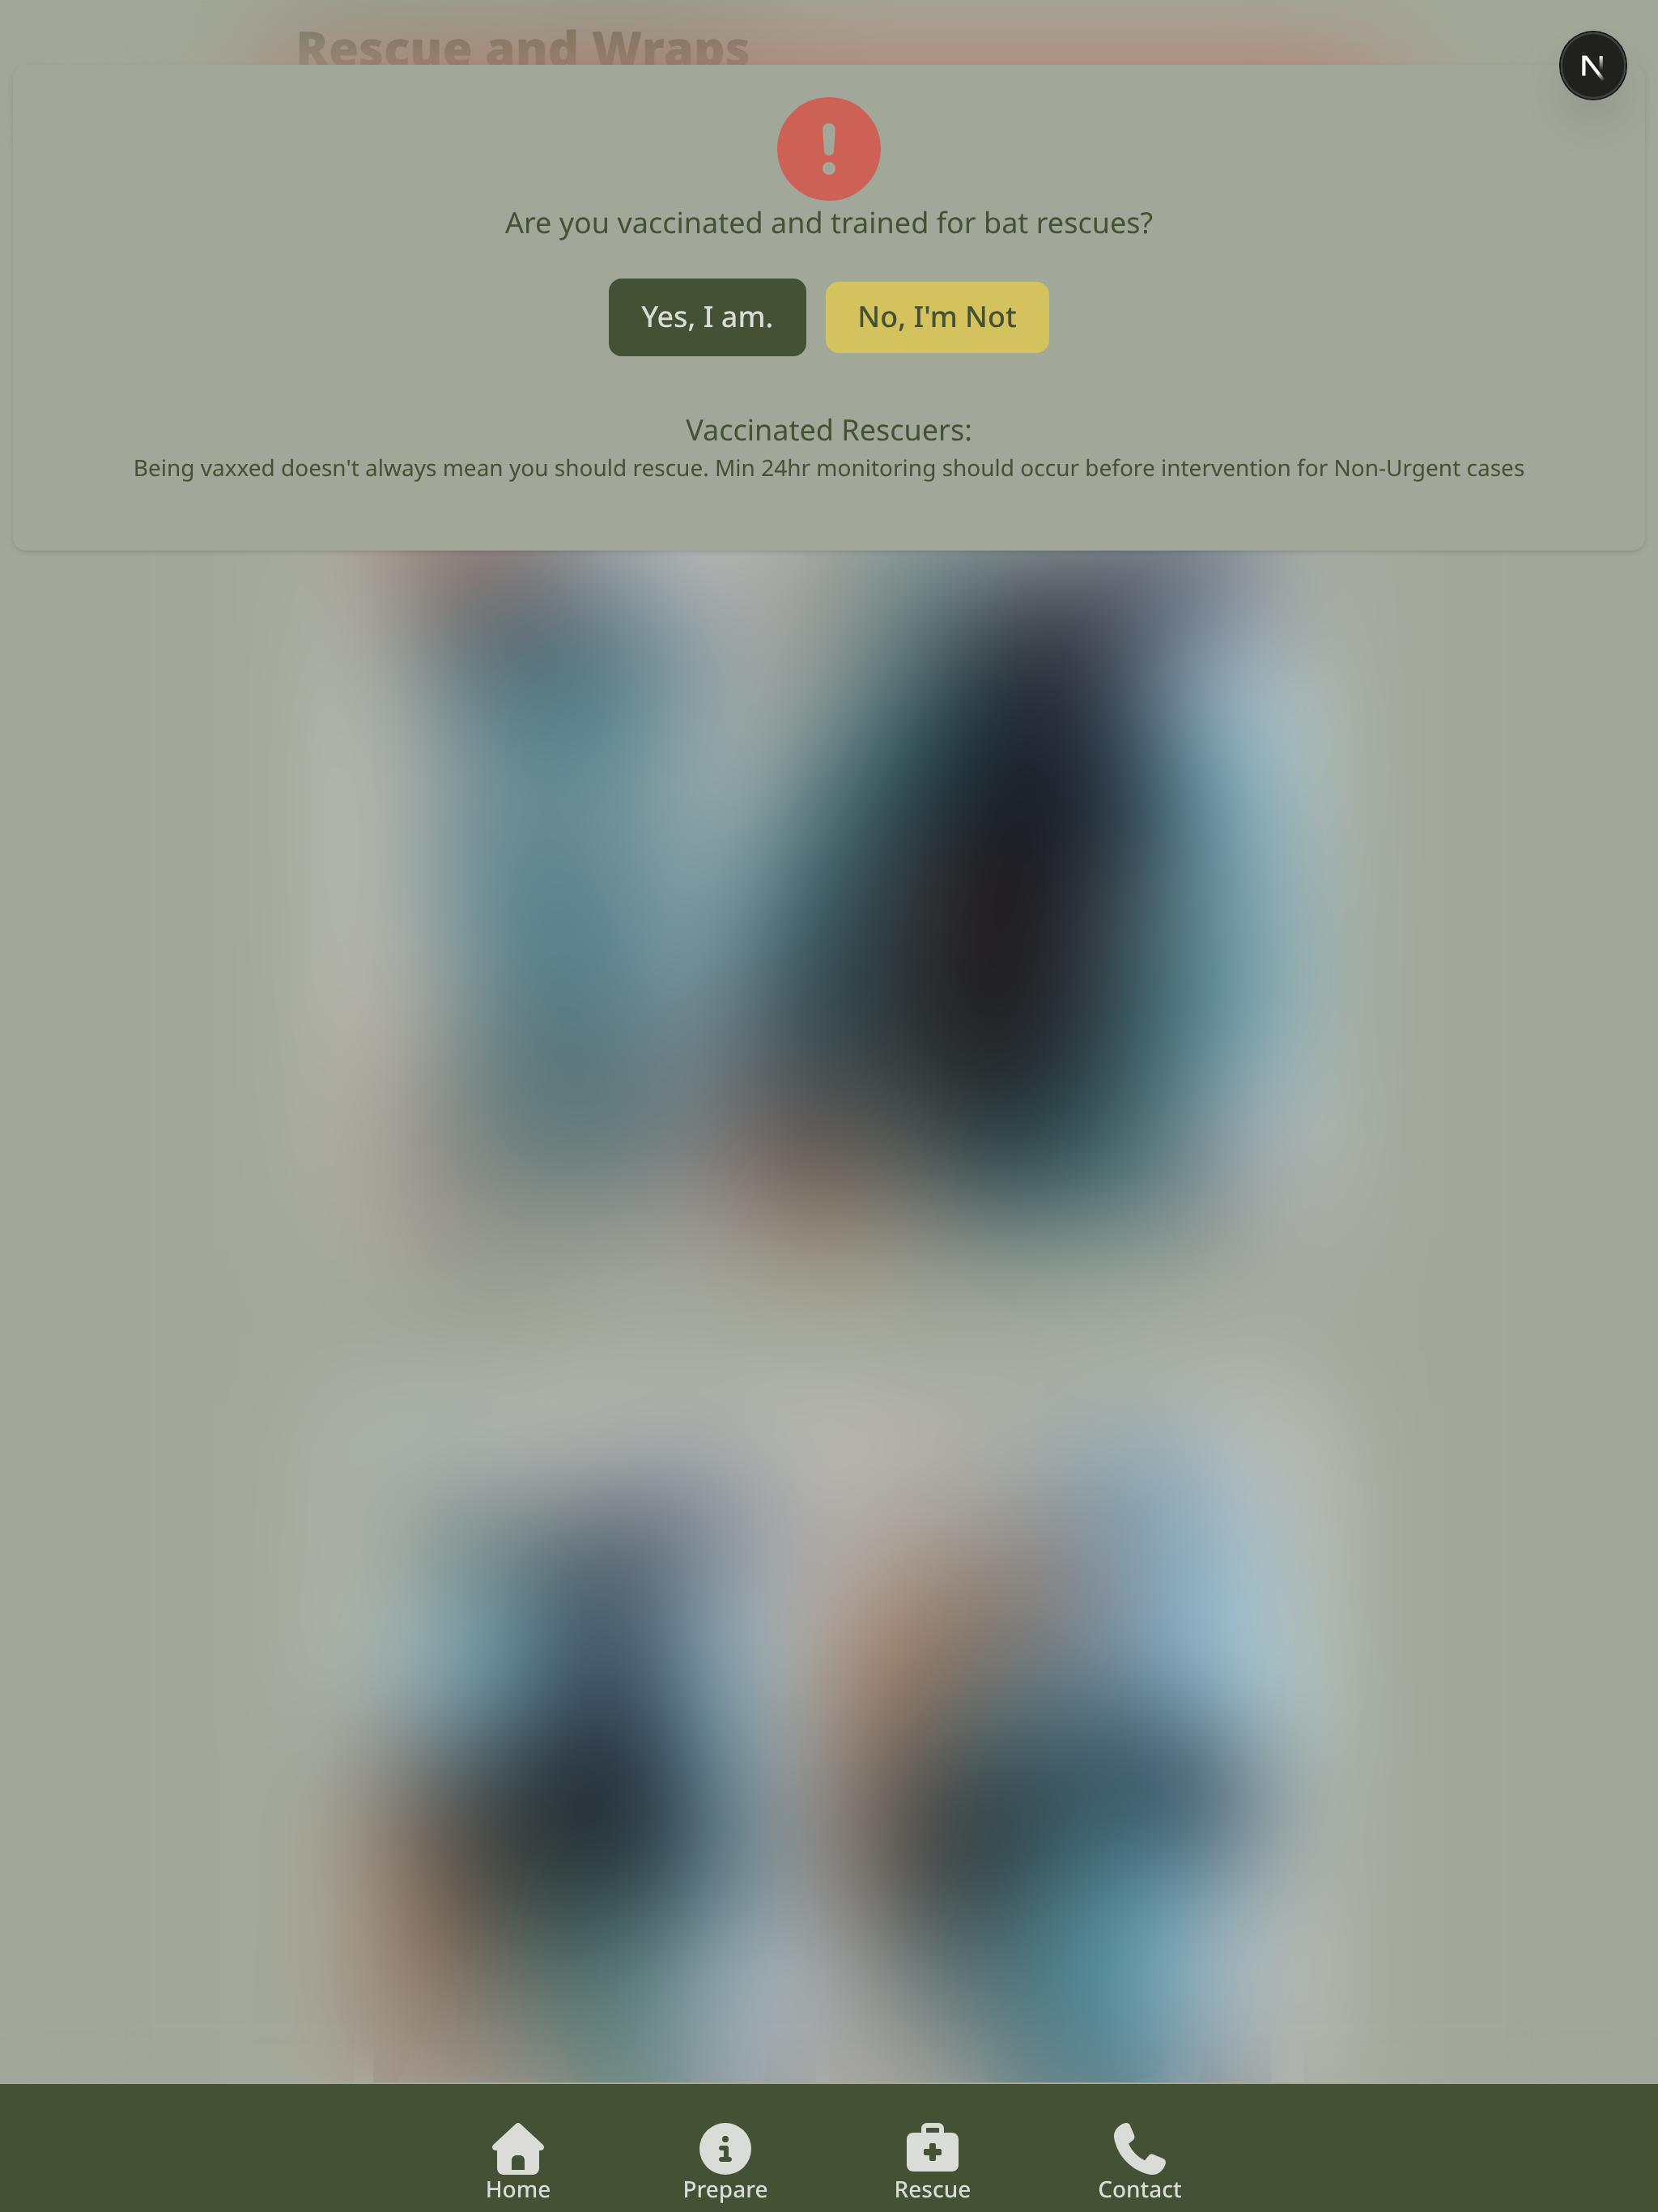 Rescue and Wraps
N
Are you vaccinated and trained for bat rescues?
Yes, I am.
No, I'm Not
Vaccinated Rescuers:
Being vaxxed doesn't always mean you should rescue. Min 24hr monitoring should occur before intervention for Non-Urgent cases
Home
Prepare
Rescue
Contact